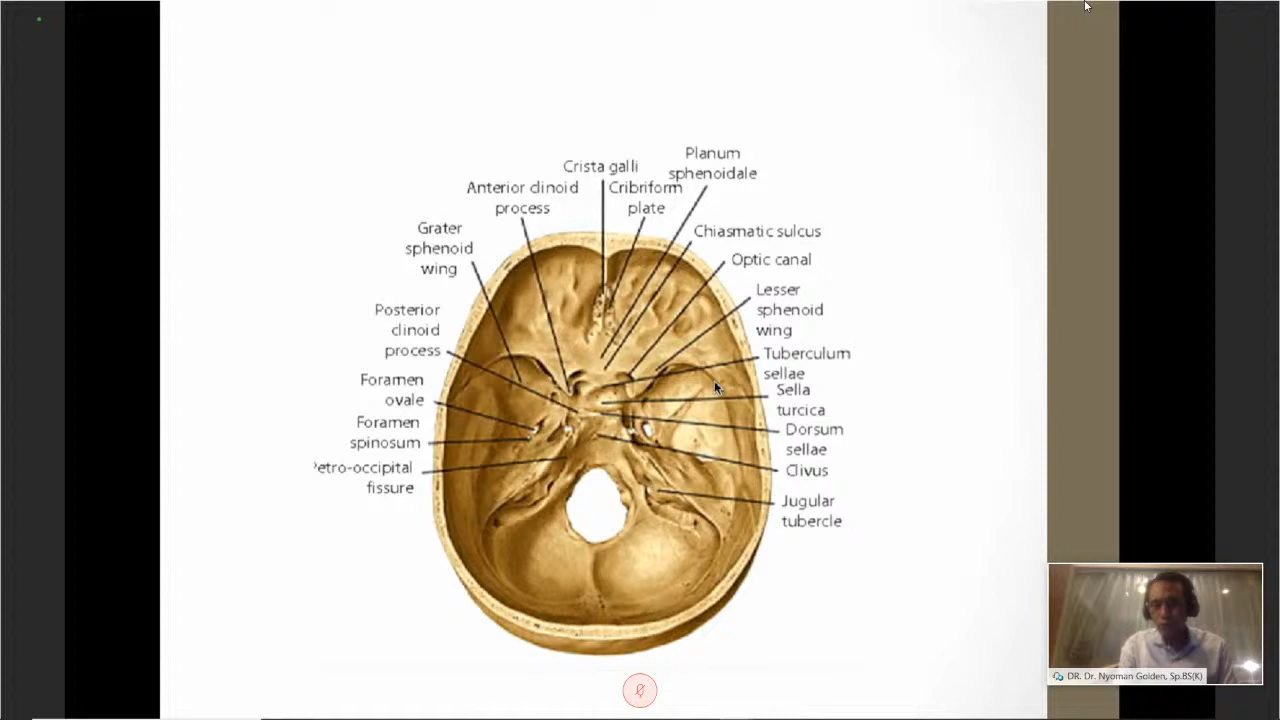 Planum
sphenoidale
Crista galli
Anterior clinoid
process
Cribriform
plate
Grater
sphenoid
wing
Chiasmatic sulcus
Optic canal
Lesser
sphenoid
wing
Posterior
clinoid
process
Tuberculum
sellae
Foramen
ovale
Sella
turcica
Foramen
spinosum
Dorsum
sellae
etro-occipital
fissure
Clivus
Jugular
tubercle
DR. Dr. Nyoman Golden, Sp.BS(K)